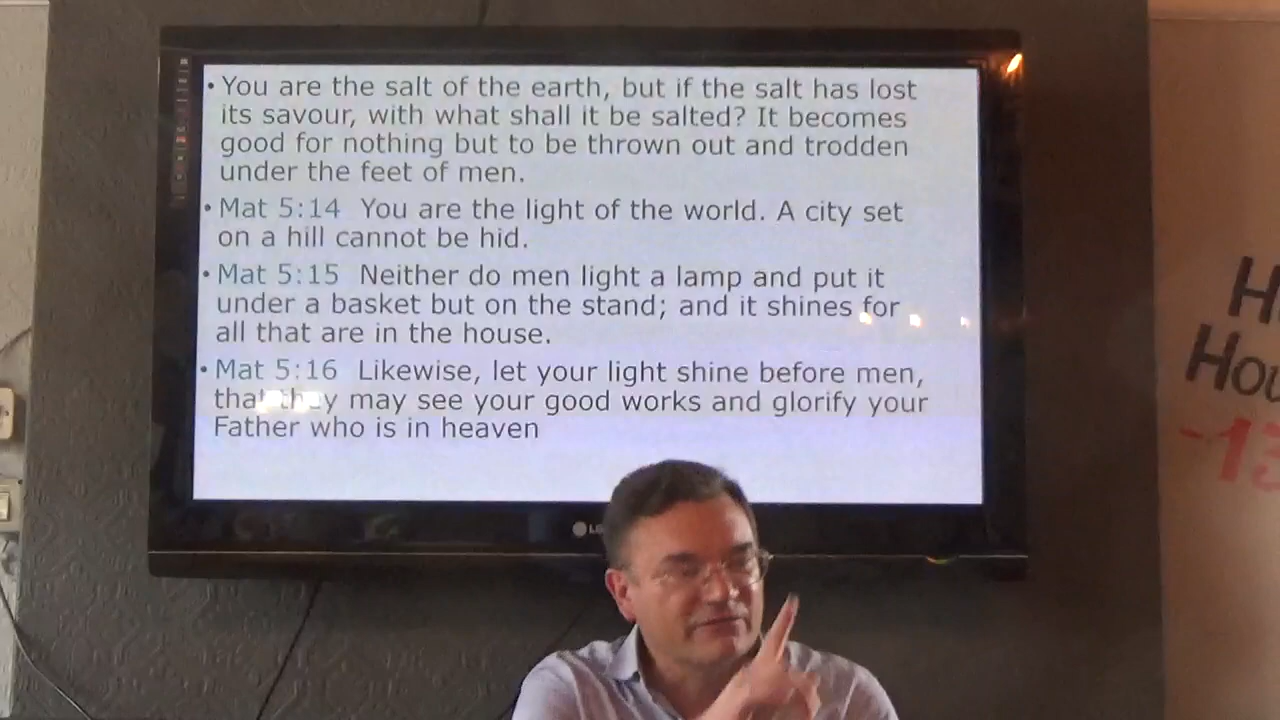 • You are the salt of the earth, but if the salt has lost
its savour, with what shall it be salted? It becomes
good for nothing but to be thrown out and trodden
under the feet of men.
• Mat 5:14 You are the light of the world. A city set
on a hill cannot be hid.
• Mat 5:15 Neither do men light a lamp and put it
under a basket but on the stand; and it shines for
all that are in the house.
• Mat 5:16 Likewise, let your light shine before men,
that they may see your good works and glorify your
Father who is in heaven
LG
H
Hou
-13